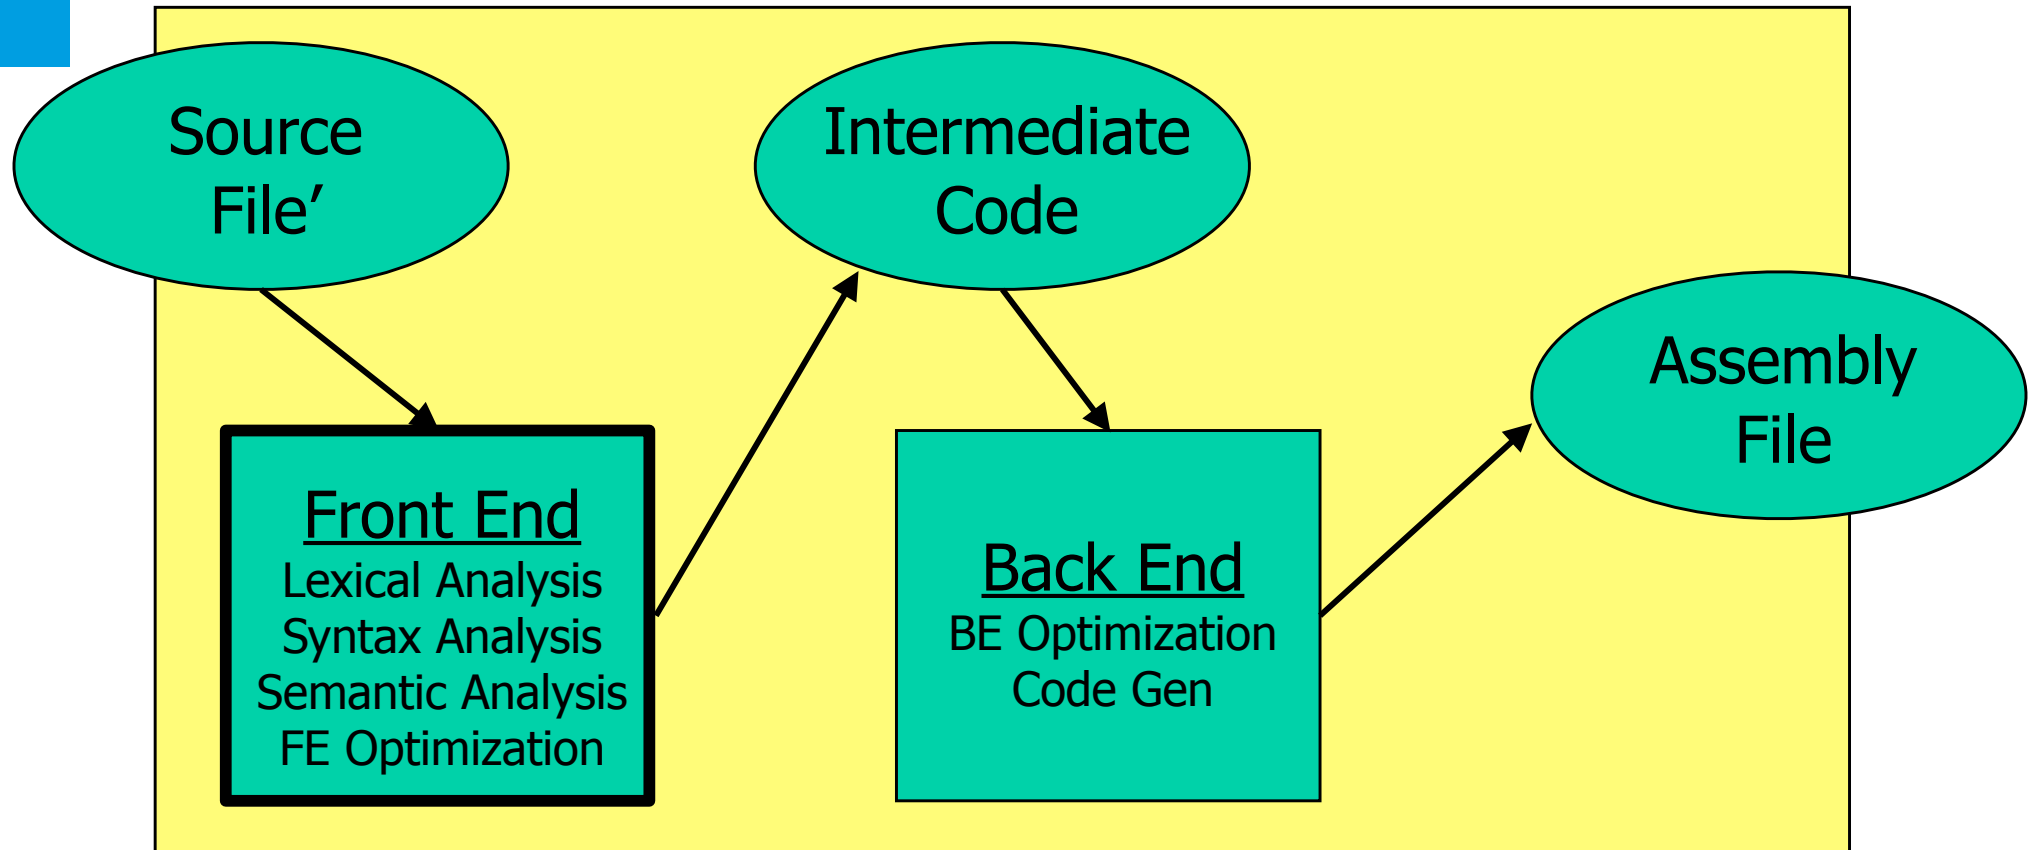 Source
File’
Intermediate
Code
Assembly
File
Front End
Lexical Analysis
Syntax Analysis
Semantic Analysis
FE Optimization
Back End
BE Optimization
Code Gen